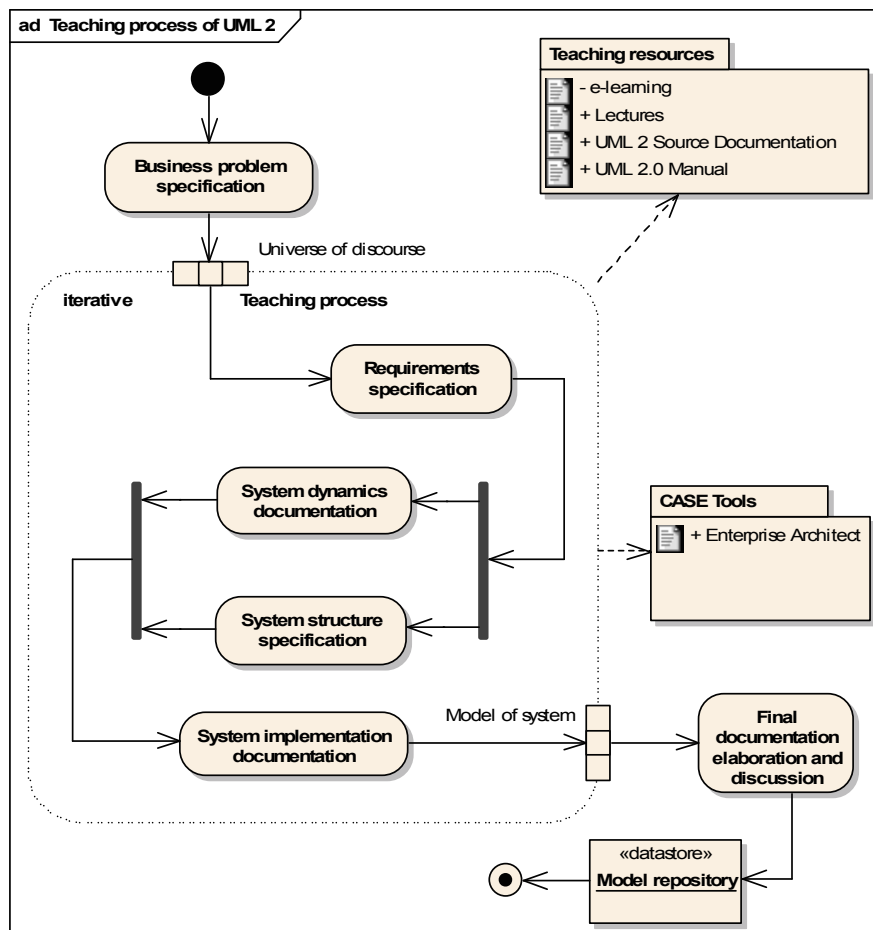 ad Teaching process of UML 2
Teaching resources
- e-learning
+ Lectures
+ UML 2 Source Documentation
+ UML 2.0 Manual
Business problem
specification
Universe of discourse
iterative
Teaching process
Requirements
specification
System dynamics
documentation
CASE Tools
+ Enterprise Architect
System structure
specification
Model of system
System implementation
documentation
Final
documentation
elaboration and
discussion
«datastore»
Model repository